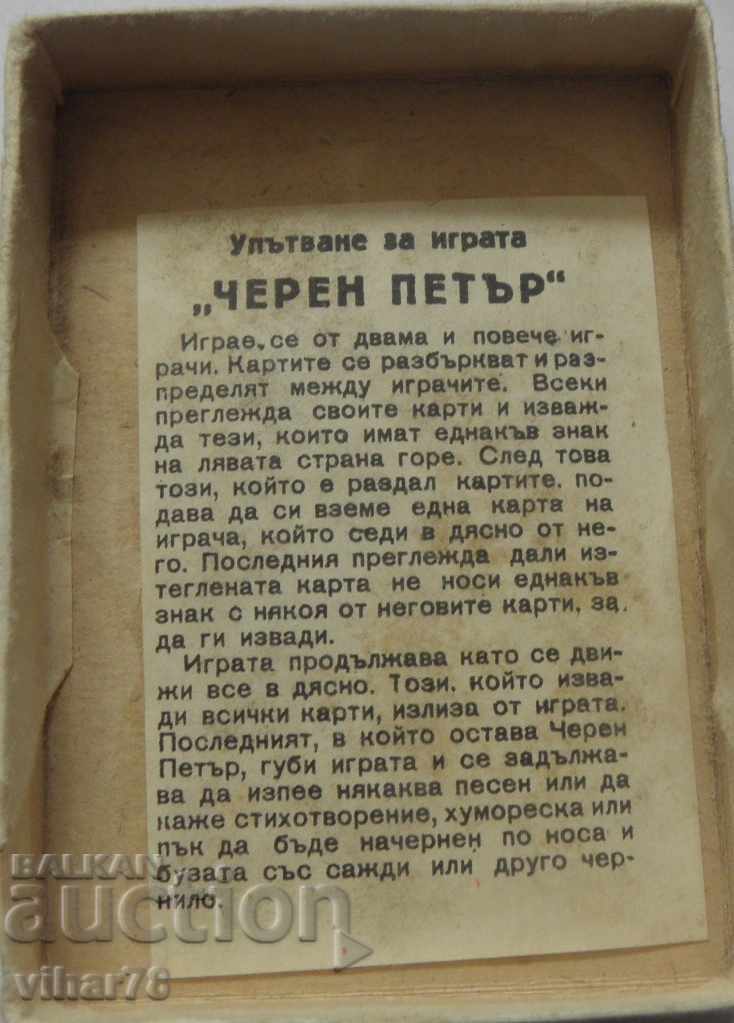 Упътване за играта
„ЧЕРЕН ПЕТЪР“
Играе се от двама и повече иг-
рачи. Картите се разбъркват и раз-
пределят между играчите. Всеки
преглежда своите карти и изваж-
да тези, които имат еднакъв знак
на лявата страна горе. След това
този, който е раздал картите, по-
дава да си вземе една карта на
играча, който седи в дясно от не-
го. Последния преглежда дали из-
теглената карта не носи еднакъв
знак с някоя от неговите карти, за
да ги извади.
Играта продължава като се дви-
жи все в дясно. Този, който изва-
ди всички карти, излиза от играта.
Последният, в който остава Черен
Петър, губи играта и се задължа-
ва да изпее някаква песен или да
каже стихотворение, хумореска или
пък да бъде начернен по носа и
бузата със сажди или друго чер-
нило.
BALKAN
auction
vihar78